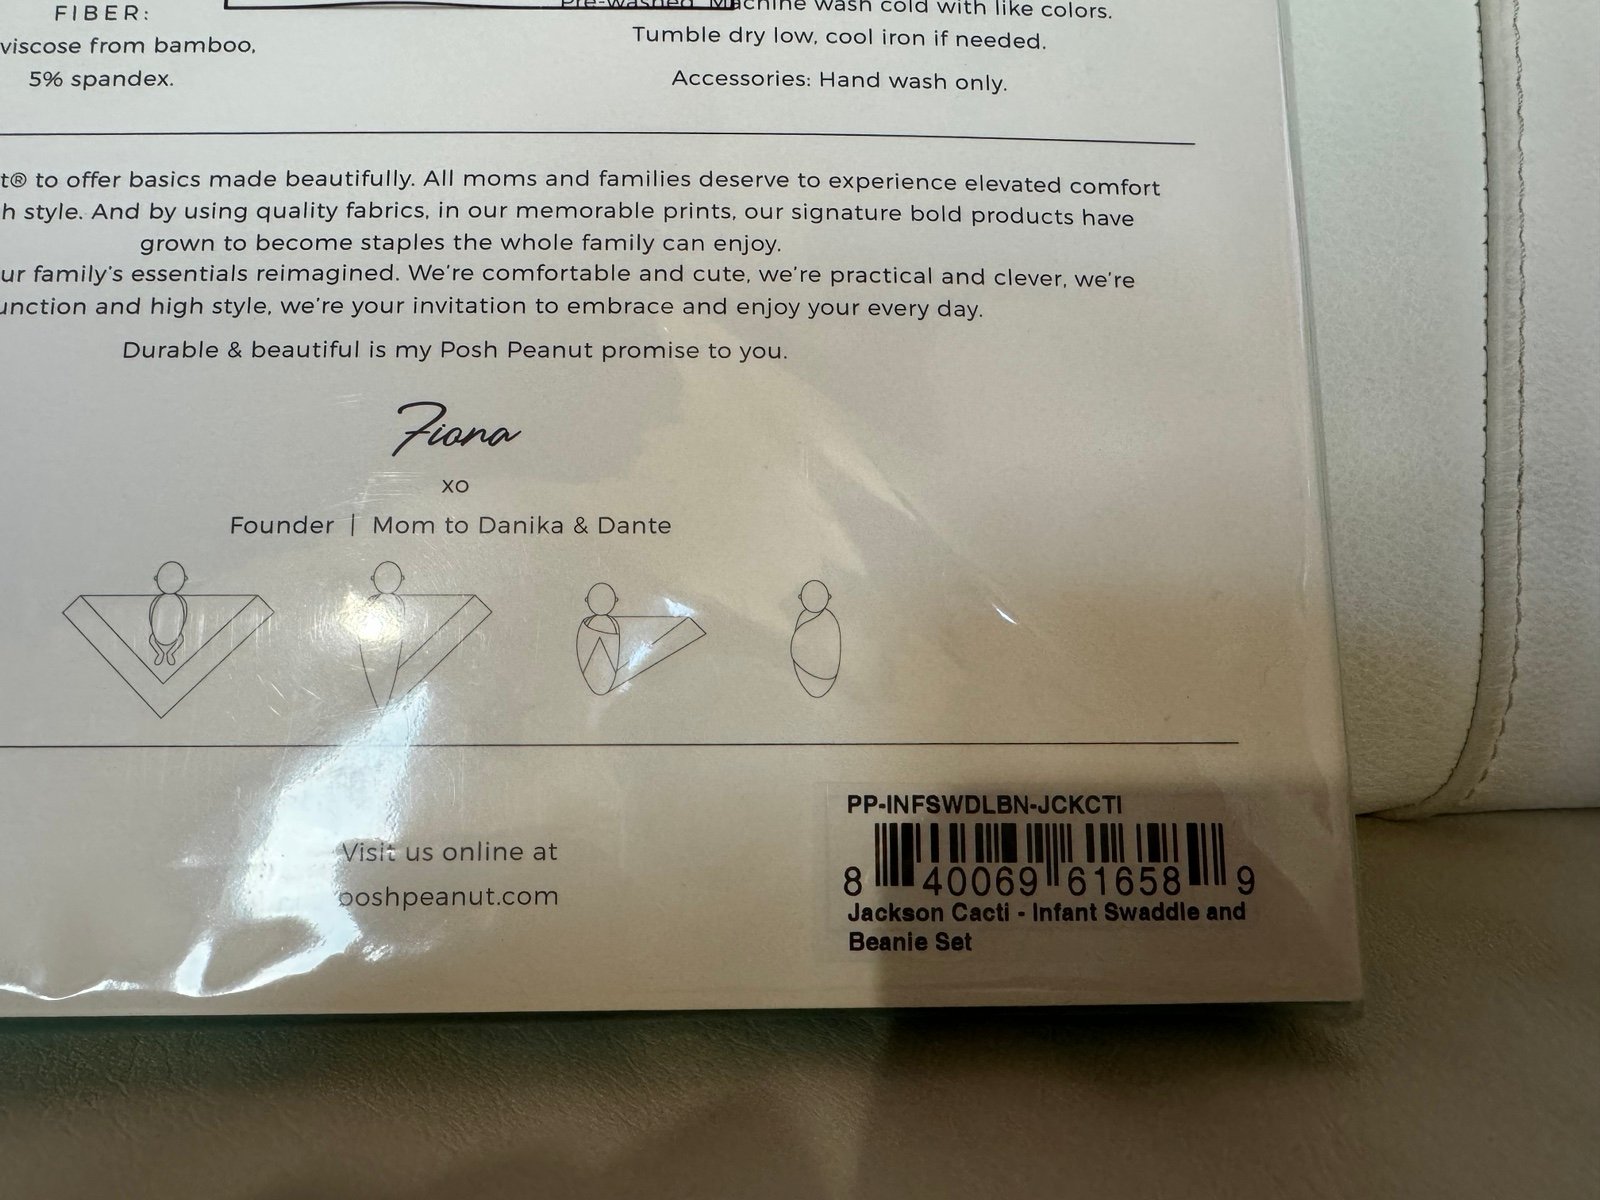 FIBER:
viscose from bamboo,
5% spandex.
Pre-washed. Machine wash cold with like colors.
Tumble dry low, cool iron if needed.
Accessories: Hand wash only.
t® to offer basics made beautifully. All moms and families deserve to experience elevated comfort
h style. And by using quality fabrics, in our memorable prints, our signature bold products have
grown to become staples the whole family can enjoy.
ur family's essentials reimagined. We're comfortable and cute, we're practical and clever, we're
unction and high style, we're your invitation to embrace and enjoy your every day.
Durable & beautiful is my Posh Peanut promise to you.
Fiona
xo
Founder | Mom to Danika & Dante
Visit us online at
poshpeanut.com
PP-INFSWDLBN-JCKCTI
8 40069 61658 9
Jackson Cacti - Infant Swaddle and
Beanie Set